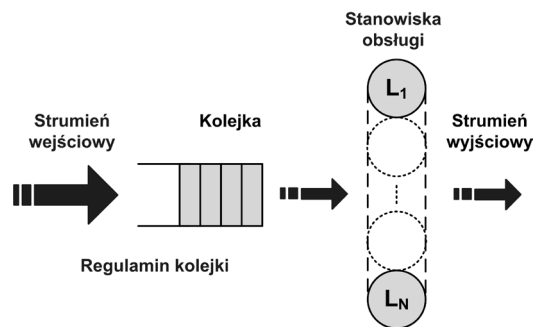 Stanowiska
obsługi
L1
Strumień
wejściowy
Kolejka
Strumień
wyjściowy
Regulamin kolejki
LN